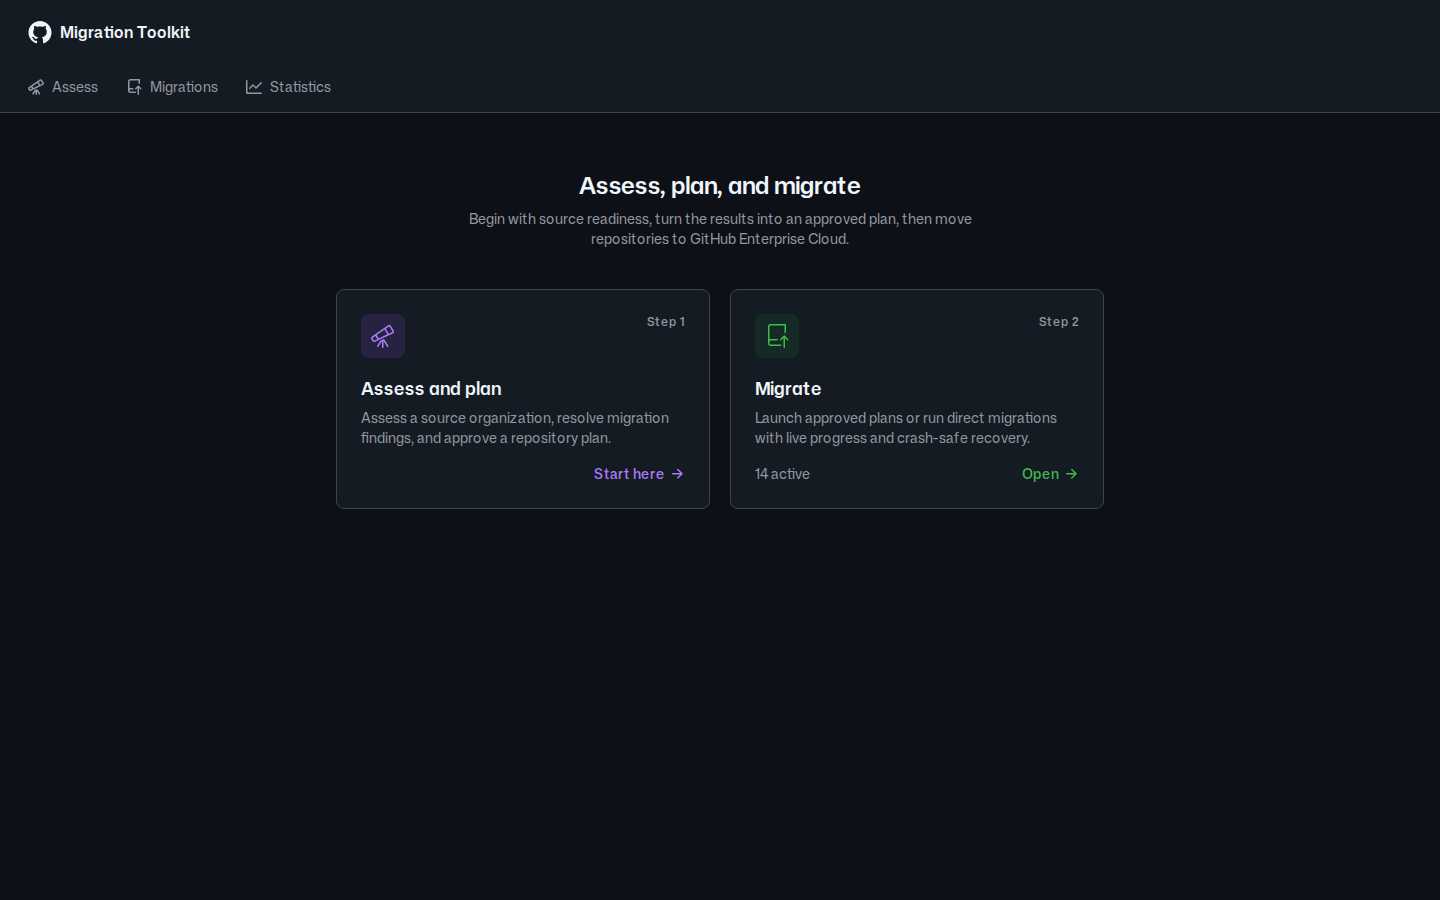 Migration Toolkit
Assess
Migrations
Statistics
Assess, plan, and migrate
Begin with source readiness, turn the results into an approved plan, then move
repositories to GitHub Enterprise Cloud.
Step 1
Assess and plan
Assess a source organization, resolve migration
findings, and approve a repository plan.
Start here
Step 2
Migrate
Launch approved plans or run direct migrations
with live progress and crash-safe recovery.
14 active
Open